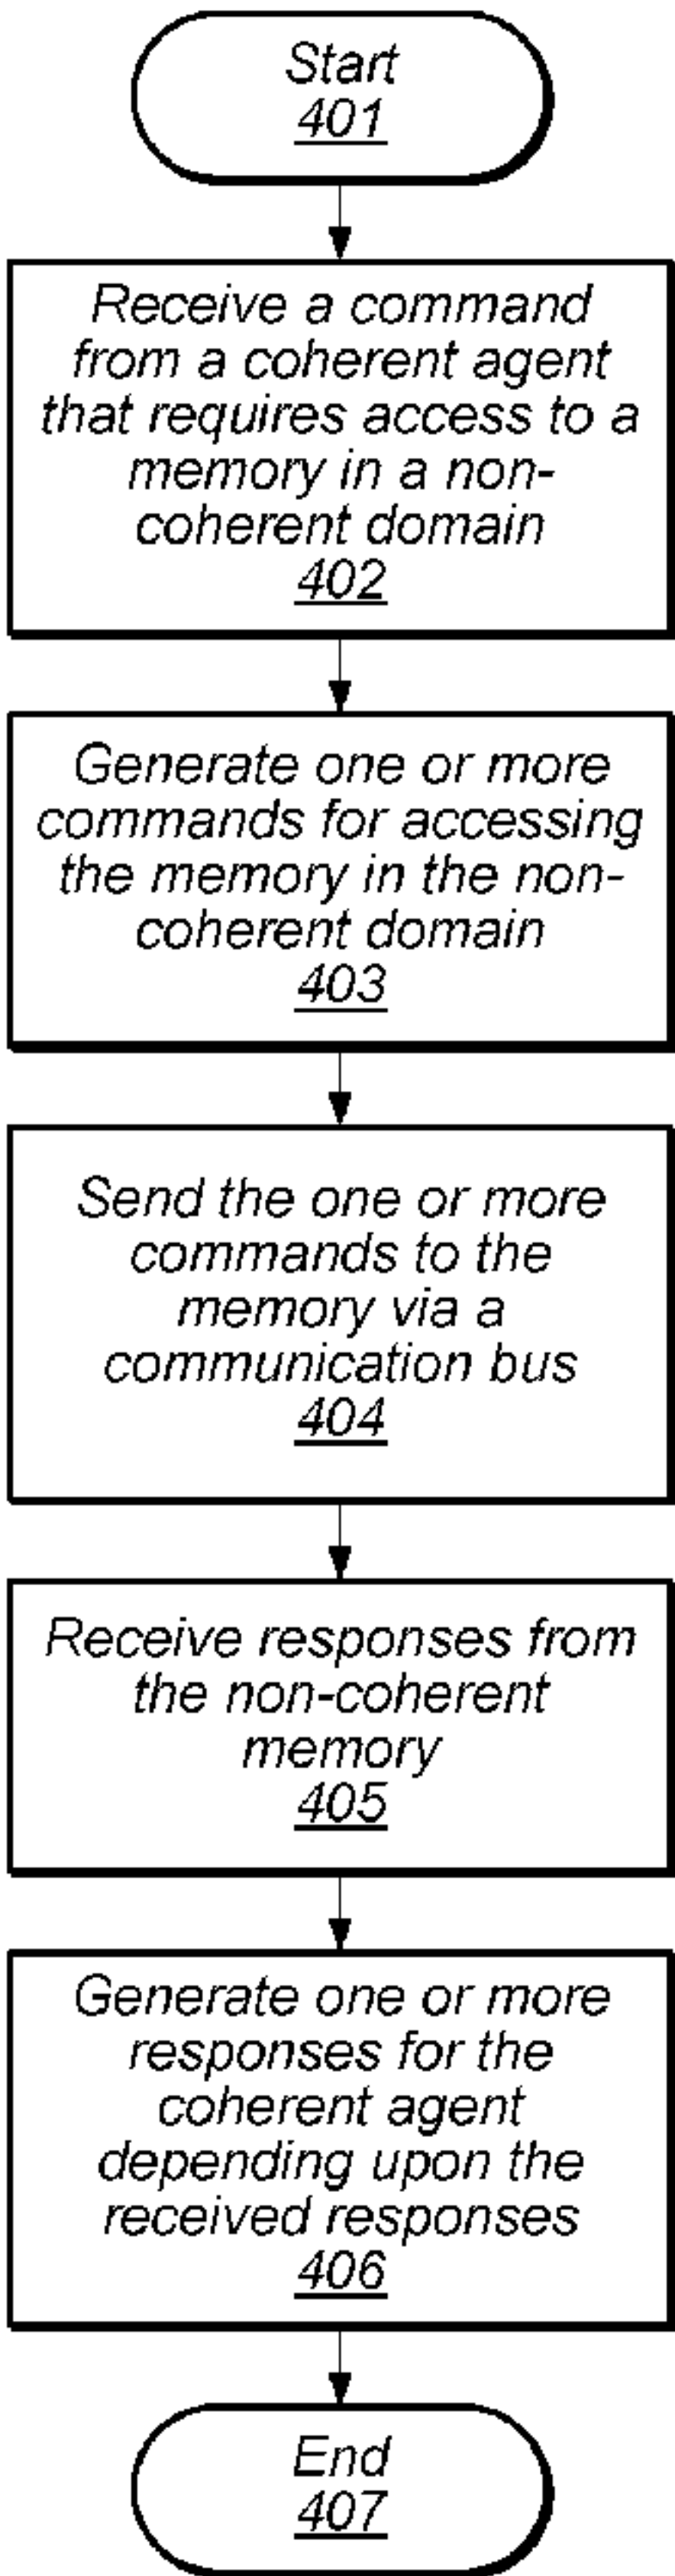 Start
401
Receive a command
from a coherent agent
that requires access to a
memory in a non-
coherent domain
402
Generate one or more
commands for accessing
the memory in the non-
coherent domain
403
Send the one or more
commands to the
memory via a
communication bus
404
Receive responses from
the non-coherent
memory
405
Generate one or more
responses for the
coherent agent
depending upon the
received responses
406
End
407